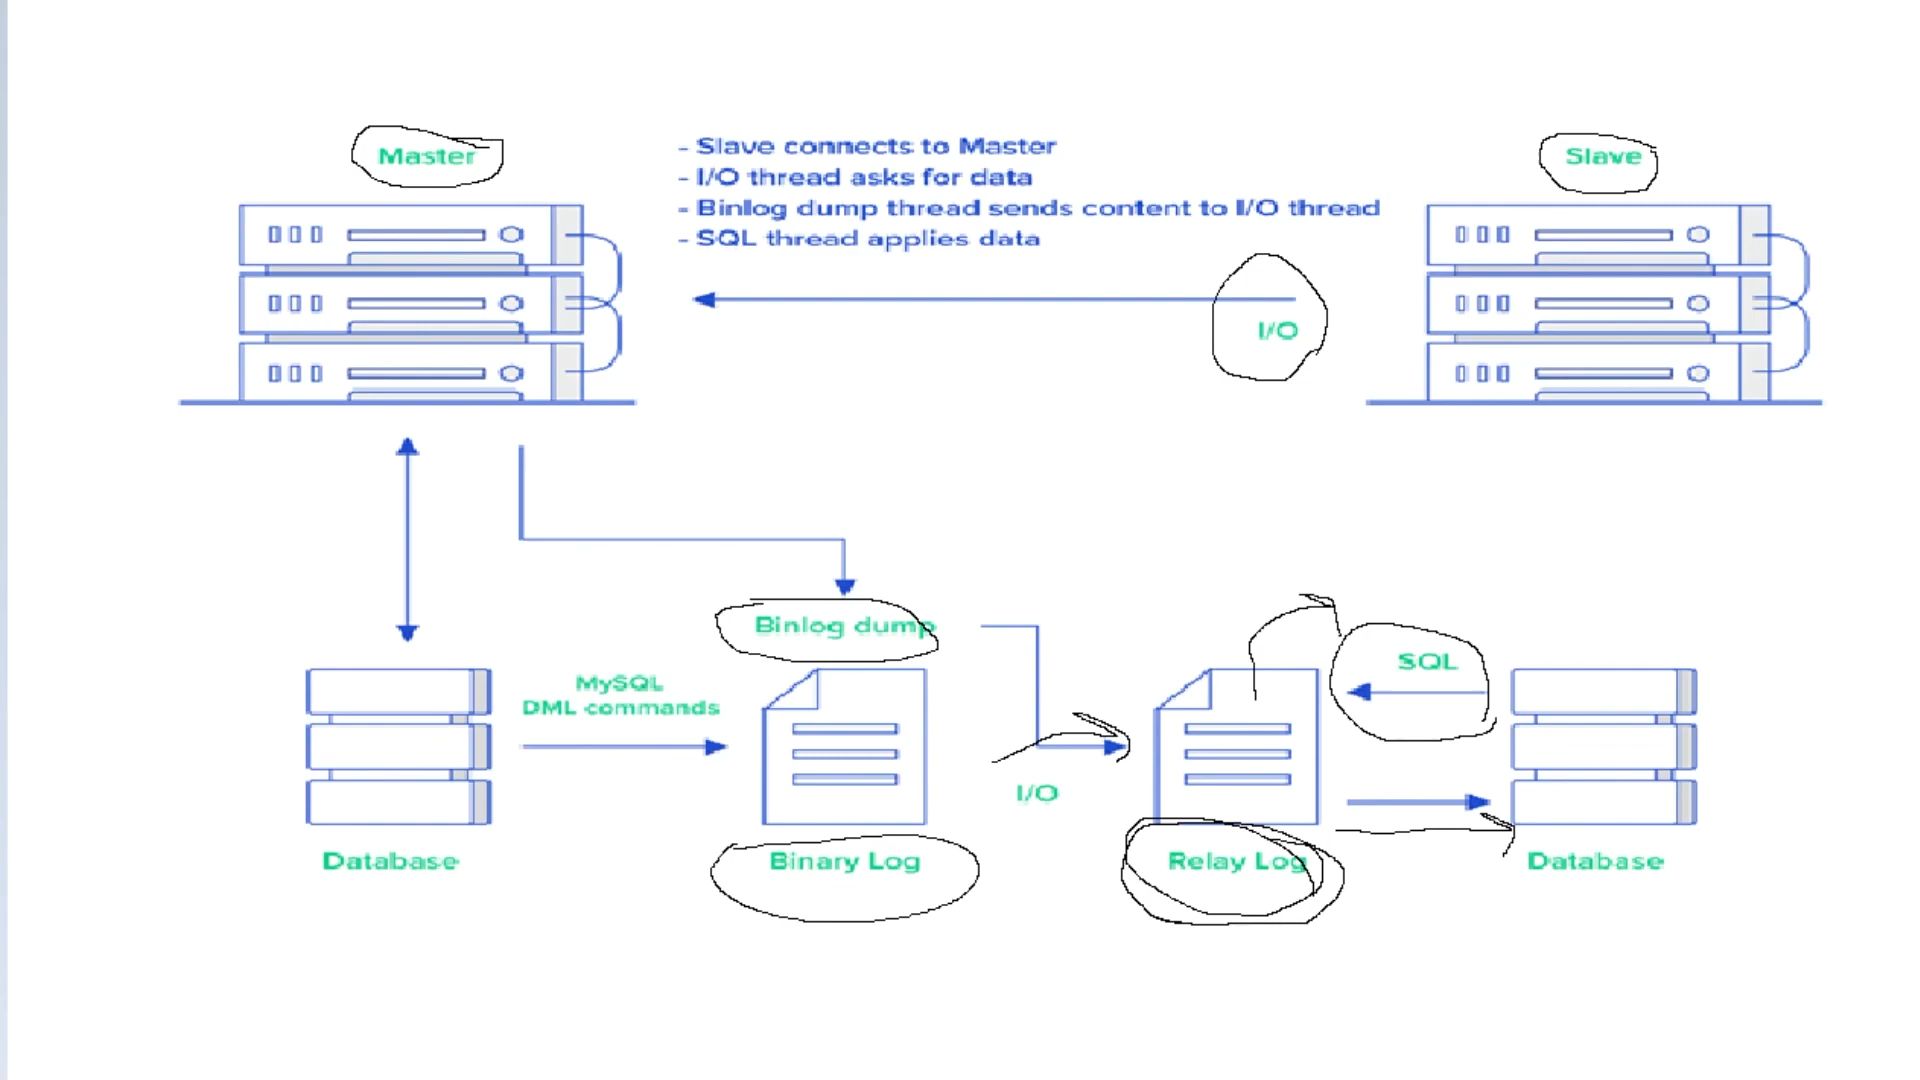 Master
- Slave connects to Master
- I/O thread asks for data
- Binlog dump thread sends content to I/O thread
- SQL thread applies data
Slave
I/O
Binlog dump
MySQL
DML commands
SQL
I/O
Database
Binary Log
Relay Log
Database